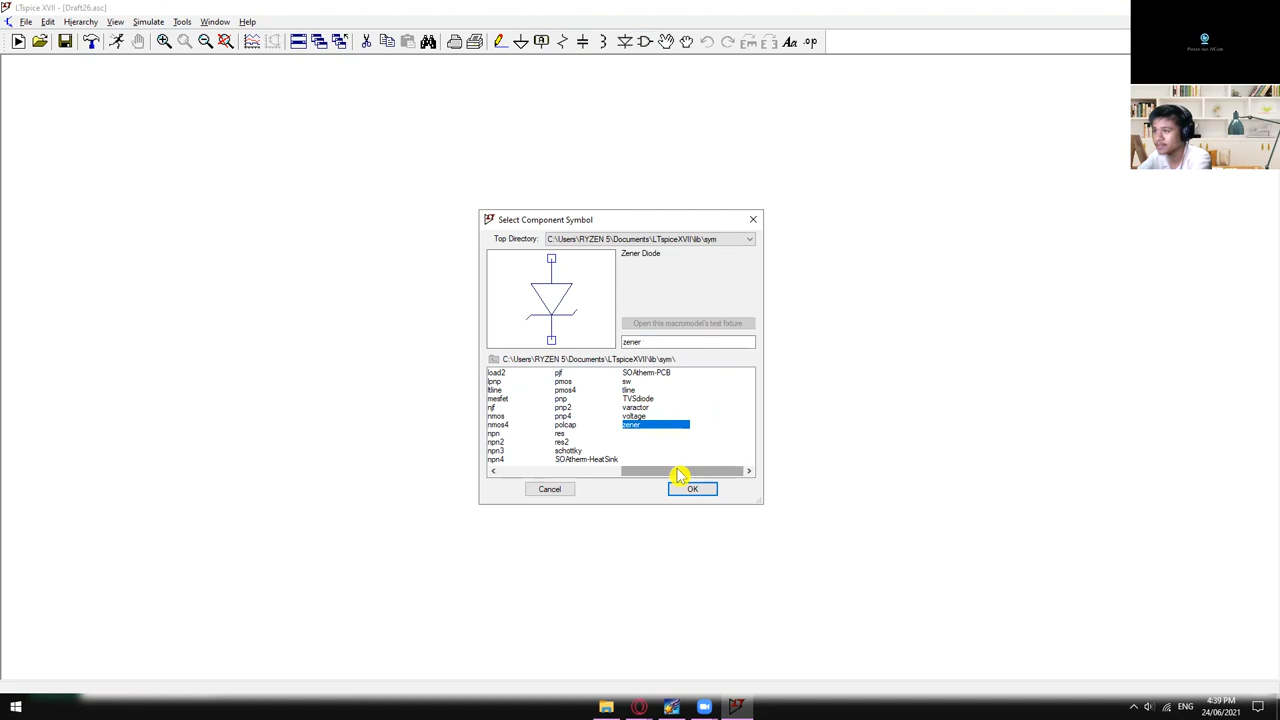 LTspice XVII - [Draft26.asc]
File Edit Hierarchy View Simulate Tools Window Help
.op
Select Component Symbol
Top Directory: C:\Users\RYZEN 5\Documents\LTspiceXVII\lib\sym
Zener Diode
Open this macromodel's test fixture
zener
C:\Users\RYZEN 5\Documents\LTspiceXVII\lib\sym\
load2 pjf SOAtherm-PCB
lpnp pmos sw
ltline pmos4 tline
mesfet pnp TVSdiode
njf pnp2 varactor
nmos pnp4 voltage
nmos4 polcap zener
npn res
npn2 res2
npn3 schottky
npn4 SOAtherm-HeatSink
Cancel OK
ENG
4:39 PM
24/06/2021